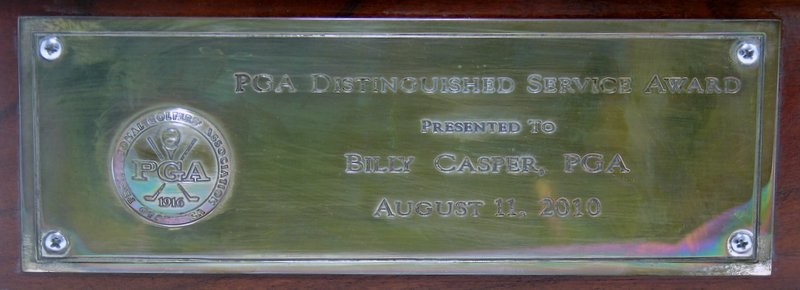 PGA DISTINGUISHED SERVICE AWARD
PRESENTED TO
BILLY CASPER, PGA
AUGUST 11, 2010
PGA
1916